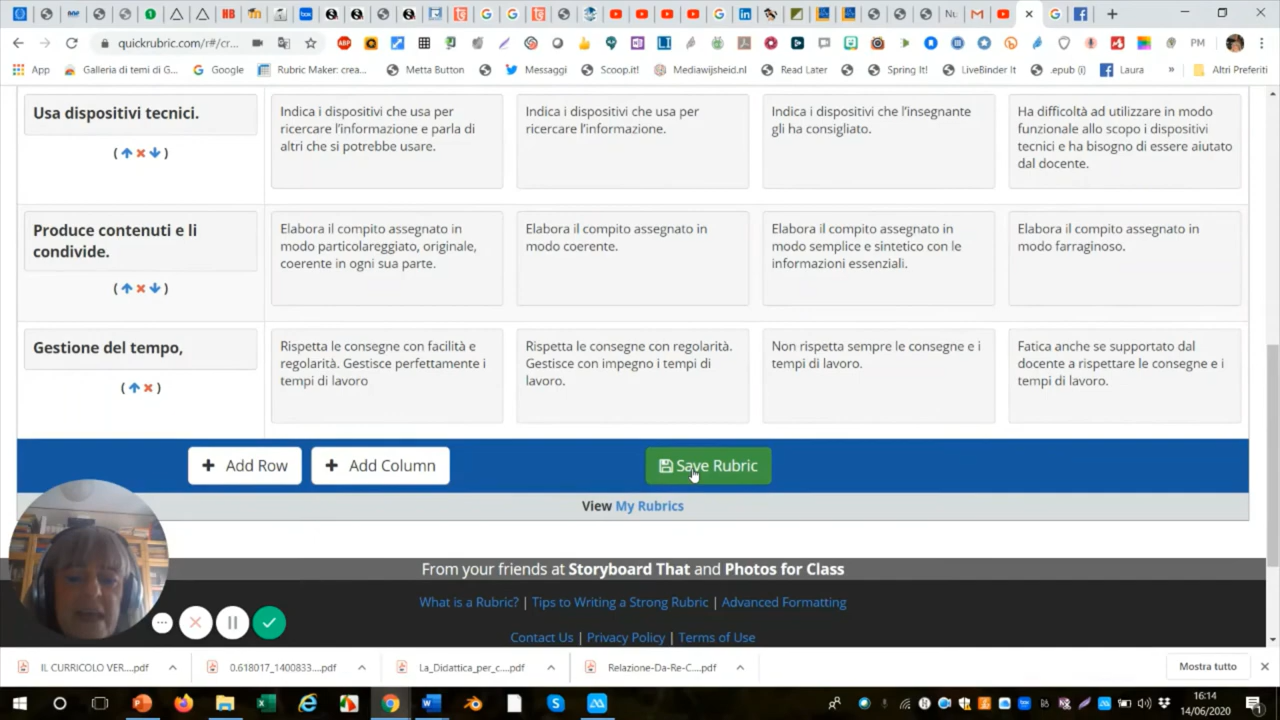 quickrubric.com/r#/cr...
PM
App
Galleria di temi di G...
Google
Rubric Maker: crea...
Metta Button
Messaggi
Scoop.it!
Mediawijsheid.nl
Read Later
Spring It!
LiveBinder It
.epub (i)
Laura
»
Altri Preferiti
Usa dispositivi tecnici.
Indica i dispositivi che usa per
ricercare l'informazione e parla di
altri che si potrebbe usare.
Indica i dispositivi che usa per
ricercare l'informazione.
Indica i dispositivi che l'insegnante
gli ha consigliato.
Ha difficoltà ad utilizzare in modo
funzionale allo scopo i dispositivi
tecnici e ha bisogno di essere aiutato
dal docente.
Produce contenuti e li
condivide.
Elabora il compito assegnato in
modo particolareggiato, originale,
coerente in ogni sua parte.
Elabora il compito assegnato in
modo coerente.
Elabora il compito assegnato in
modo semplice e sintetico con le
informazioni essenziali.
Elabora il compito assegnato in
modo farraginoso.
Gestione del tempo,
Rispetta le consegne con facilità e
regolarità. Gestisce perfettamente i
tempi di lavoro
Rispetta le consegne con regolarità.
Gestisce con impegno i tempi di
lavoro.
Non rispetta sempre le consegne e i
tempi di lavoro.
Fatica anche se supportato dal
docente a rispettare le consegne e i
tempi di lavoro.
+ Add Row
+ Add Column
Save Rubric
View My Rubrics
From your friends at Storyboard That and Photos for Class
What is a Rubric? | Tips to Writing a Strong Rubric | Advanced Formatting
Contact Us | Privacy Policy | Terms of Use
IL CURRICOLO VER....pdf
0.618017_1400833....pdf
La_Didattica_per_c....pdf
Relazione-Da-Re-C....pdf
Mostra tutto
16:14
14/06/2020